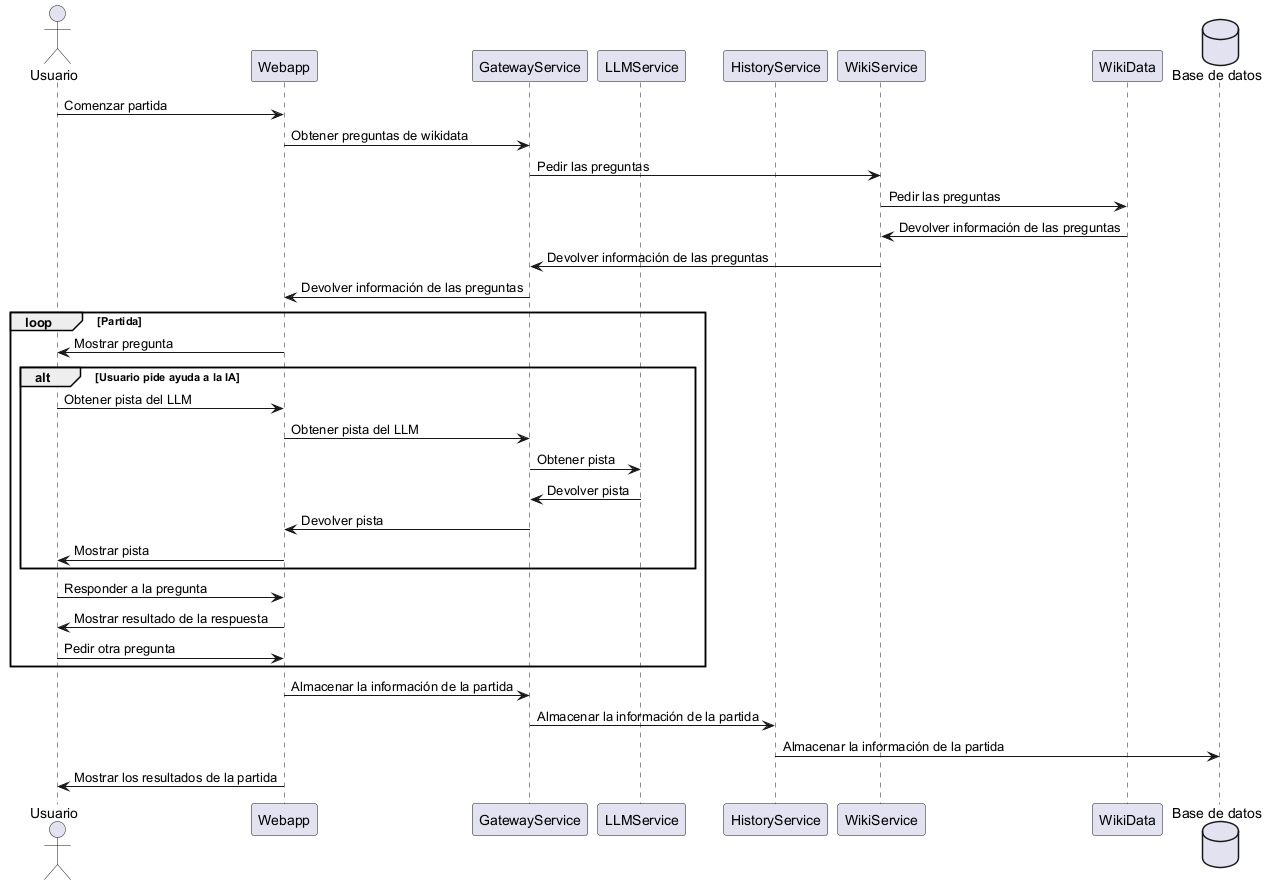 Usuario
Webapp
GatewayService
LLMService
HistoryService
WikiService
WikiData
Base de datos
Comenzar partida
Obtener preguntas de wikidata
Pedir las preguntas
Pedir las preguntas
Devolver información de las preguntas
Devolver información de las preguntas
Devolver información de las preguntas
loop [Partida]
Mostrar pregunta
alt [Usuario pide ayuda a la IA]
Obtener pista del LLM
Obtener pista del LLM
Obtener pista
Devolver pista
Devolver pista
Mostrar pista
Responder a la pregunta
Mostrar resultado de la respuesta
Pedir otra pregunta
Almacenar la información de la partida
Almacenar la información de la partida
Almacenar la información de la partida
Mostrar los resultados de la partida
Usuario
Webapp
GatewayService
LLMService
HistoryService
WikiService
WikiData
Base de datos